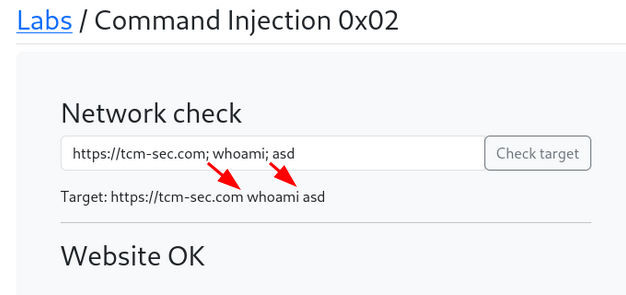 Labs / Command Injection 0x02
Network check
https://tcm-sec.com; whoami; asd Check target
Target: https://tcm-sec.com whoami asd
Website OK